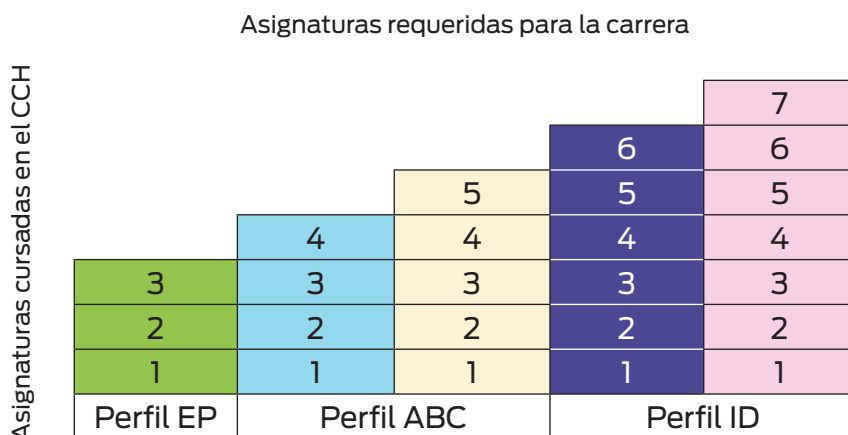 Asignaturas requeridas para la carrera
Asignaturas cursadas en el CCH
7
6 6
5 5 5
4 4 4 4
3 3 3 3 3
2 2 2 2 2
1 1 1 1 1
Perfil EP Perfil ABC Perfil ID